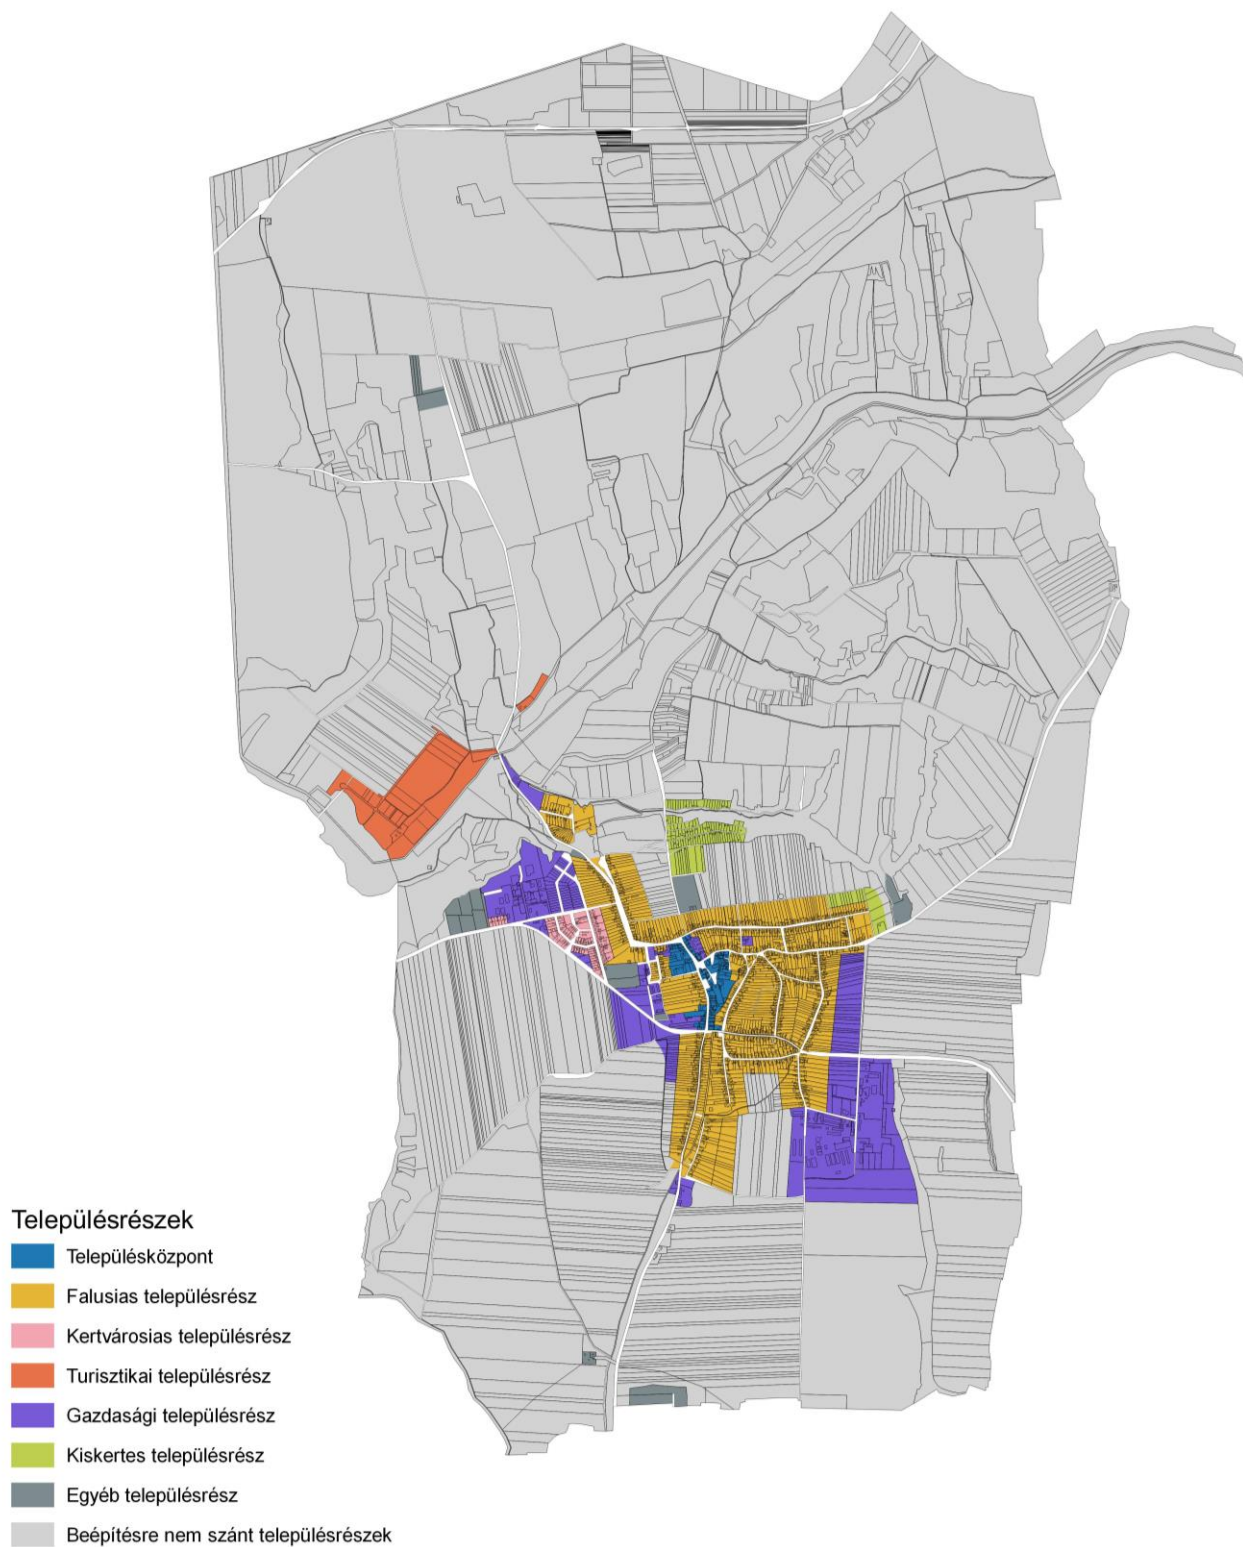 Településrészek
Településközpont
Falusias településrész
Kertvárosias településrész
Turisztikai településrész
Gazdasági településrész
Kiskertes településrész
Egyéb településrész
Beépítésre nem szánt településrészek